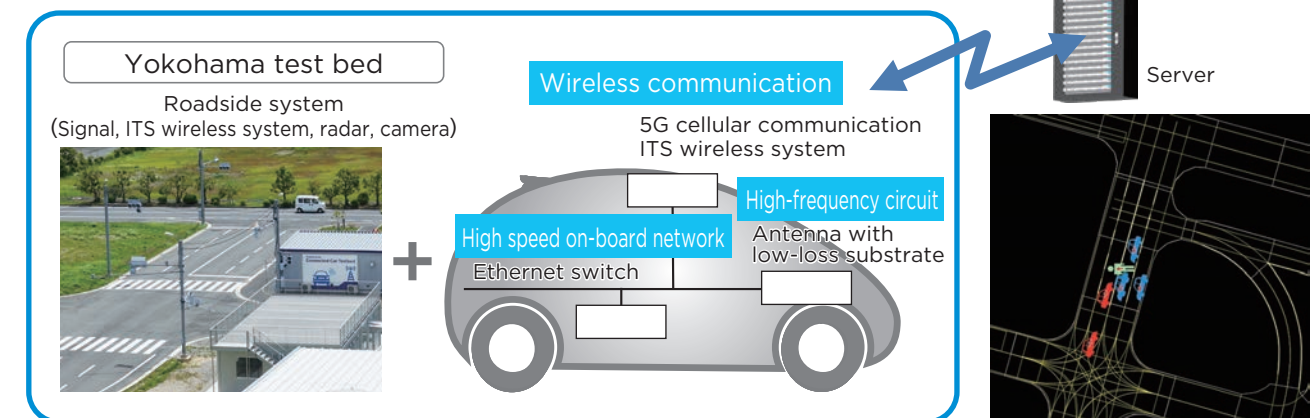 Yokohama test bed
Roadside system
(Signal, ITS wireless system, radar, camera)
Wireless communication
5G cellular communication
ITS wireless system
High-frequency circuit
Antenna with
low-loss substrate
High speed on-board network
Ethernet switch
+
Server